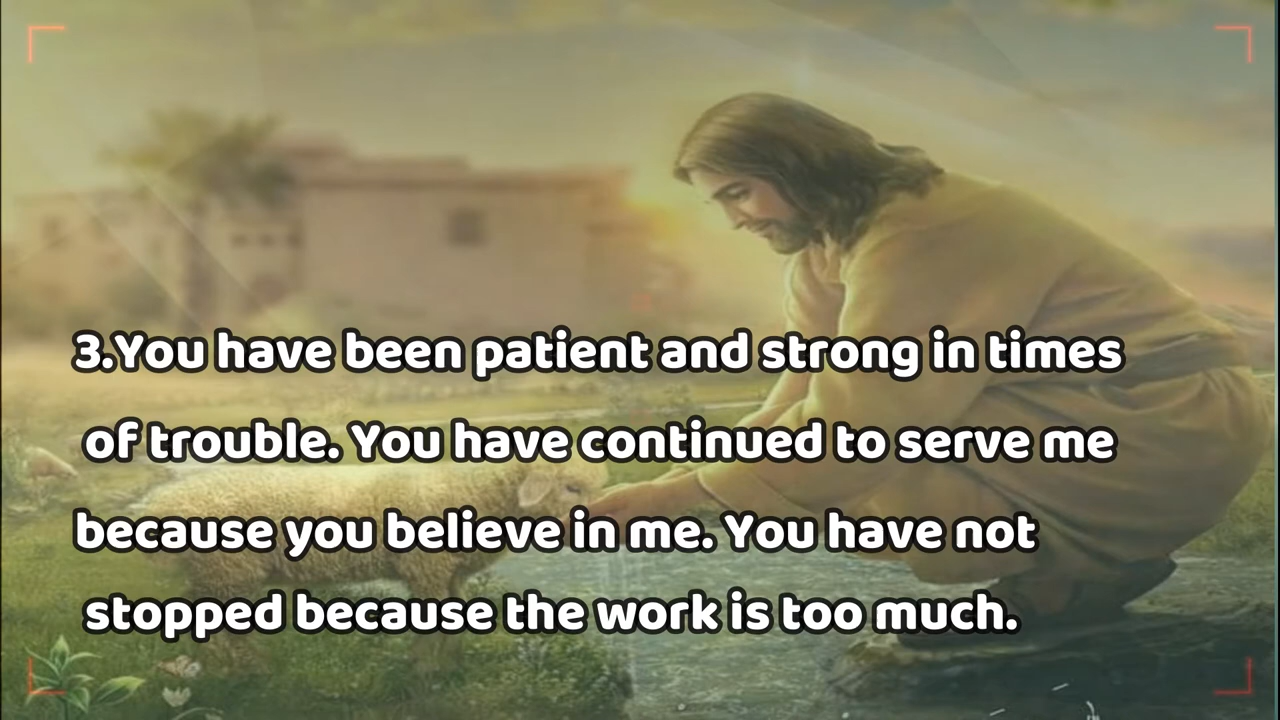 3.You have been patient and strong in times
of trouble. You have continued to serve me
because you believe in me. You have not
stopped because the work is too much.